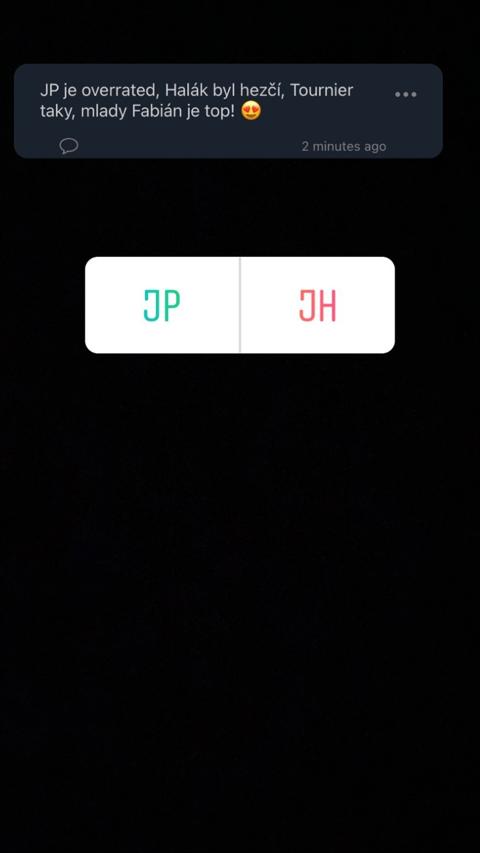 JP je overrated, Halák byl hezčí, Tournier
taky, mlady Fabián je top! 😍
2 minutes ago
JP
JH